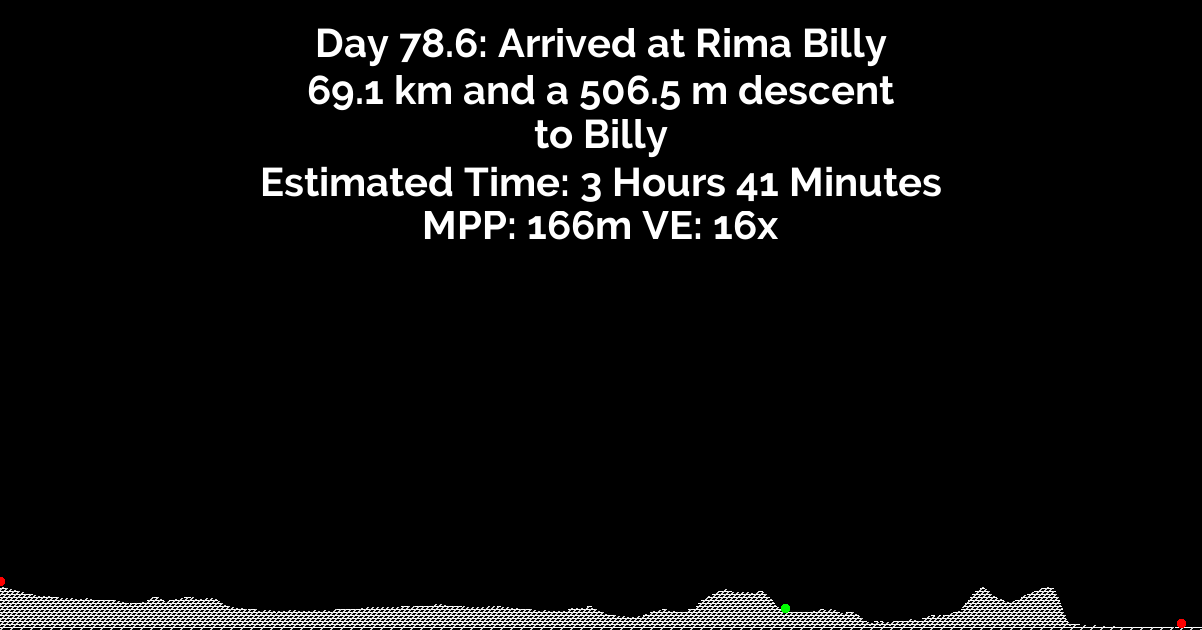 Day 78.6: Arrived at Rima Billy
69.1 km and a 506.5 m descent
to Billy
Estimated Time: 3 Hours 41 Minutes
MPP: 166m VE: 16x